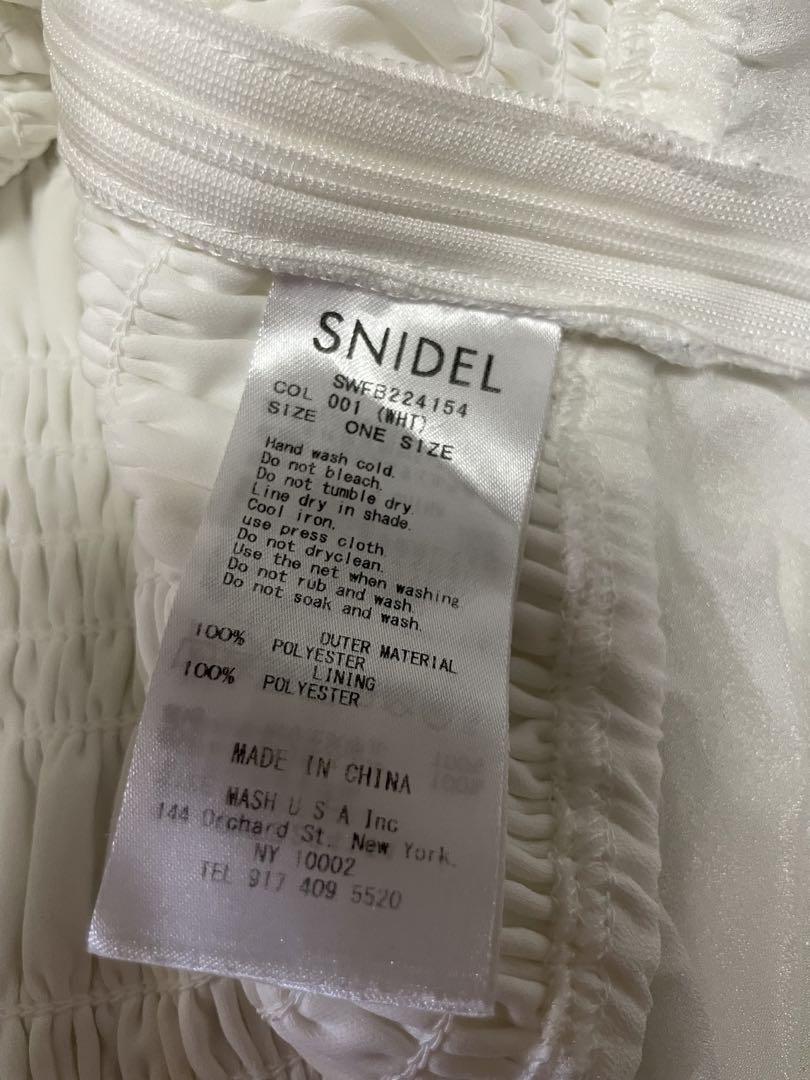 SNIDEL
SWFB224154
COL 001 (WHT)
SIZE ONE SIZE
Hand wash cold.
Do not bleach.
Do not tumble dry.
Line dry in shade.
Cool iron,
use press cloth.
Do not dryclean.
Use the net when washing
Do not rub and wash.
Do not soak and wash.
OUTER MATERIAL
100% POLYESTER
LINING
100% POLYESTER
MADE IN CHINA
MASH U S A Inc
144 Orchard St. New York.
NY 10002
TEL 917 409 5520